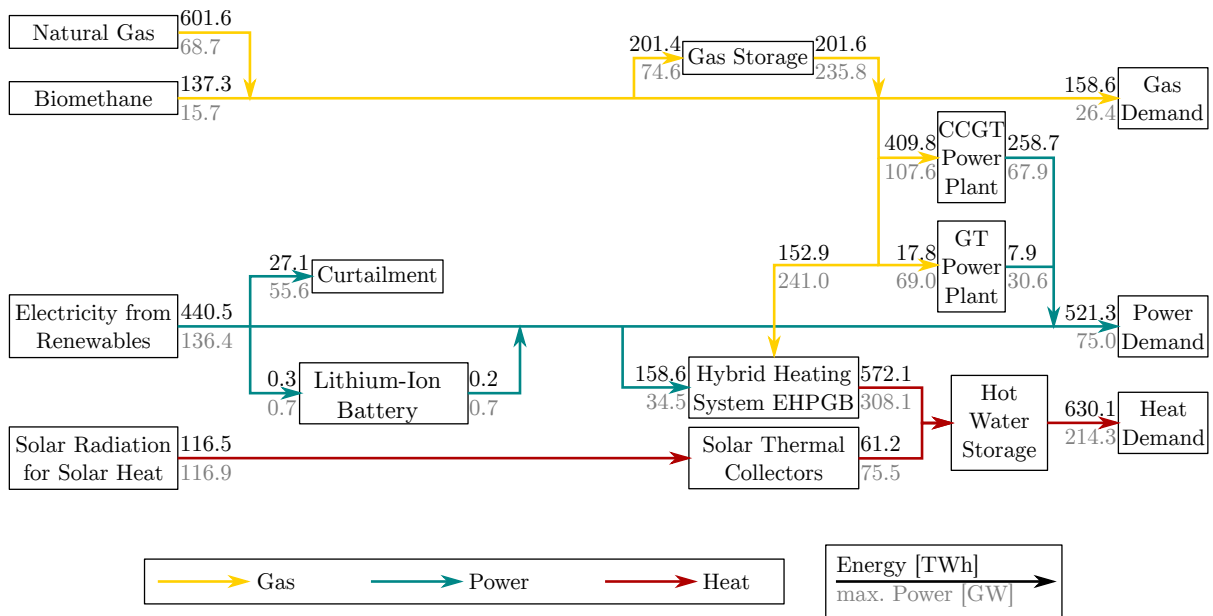 Natural Gas
601.6
68.7
Biomethane
137.3
15.7
201.4
74.6
Gas Storage
201.6
235.8
158.6
26.4
Gas
Demand
409.8
107.6
CCGT
Power
Plant
258.7
67.9
152.9
241.0
17.8
69.0
GT
Power
Plant
7.9
30.6
27.1
55.6
Curtailment
Electricity from
Renewables
440.5
136.4
521.3
75.0
Power
Demand
0.3
0.7
Lithium-Ion
Battery
0.2
0.7
158.6
34.5
Hybrid Heating
System EHPGB
572.1
308.1
Hot
Water
Storage
630.1
214.3
Heat
Demand
Solar Radiation
for Solar Heat
116.5
116.9
Solar Thermal
Collectors
61.2
75.5
Gas
Power
Heat
Energy [TWh]
max. Power [GW]